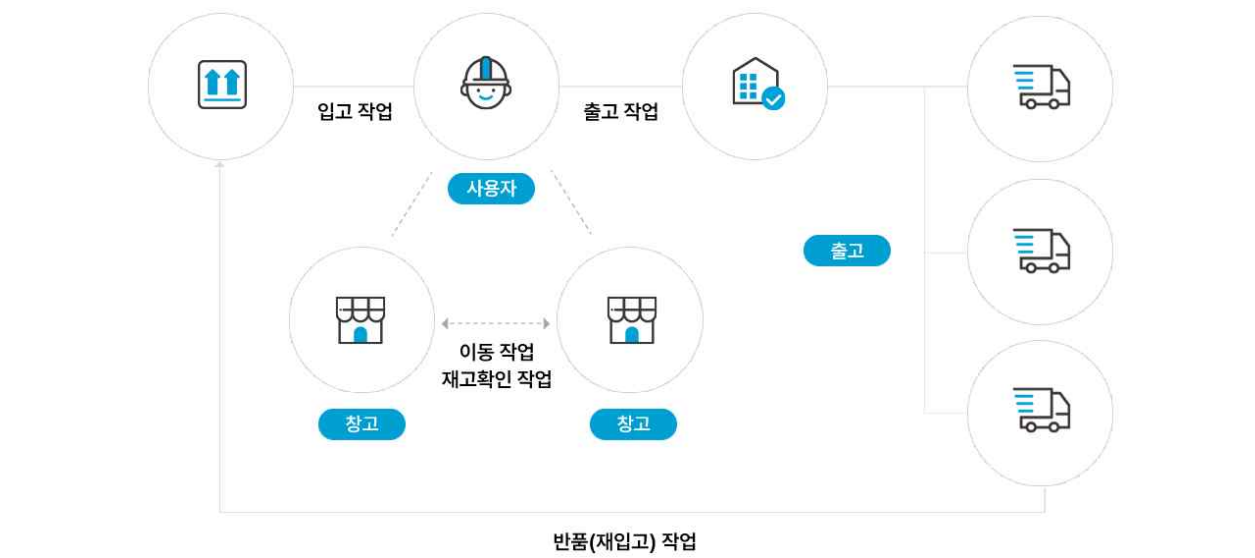 입고 작업
출고 작업
사용자
출고
이동 작업
재고확인 작업
창고
창고
반품(재입고) 작업